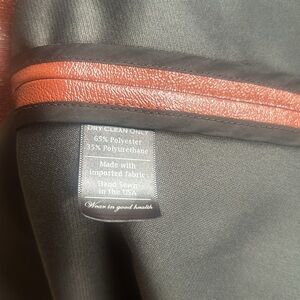 DRY CLEAN ONLY
65% Polyester
35% Polyurethane
Made with
imported fabric
Hand Sewn
in the USA
Wear in good health